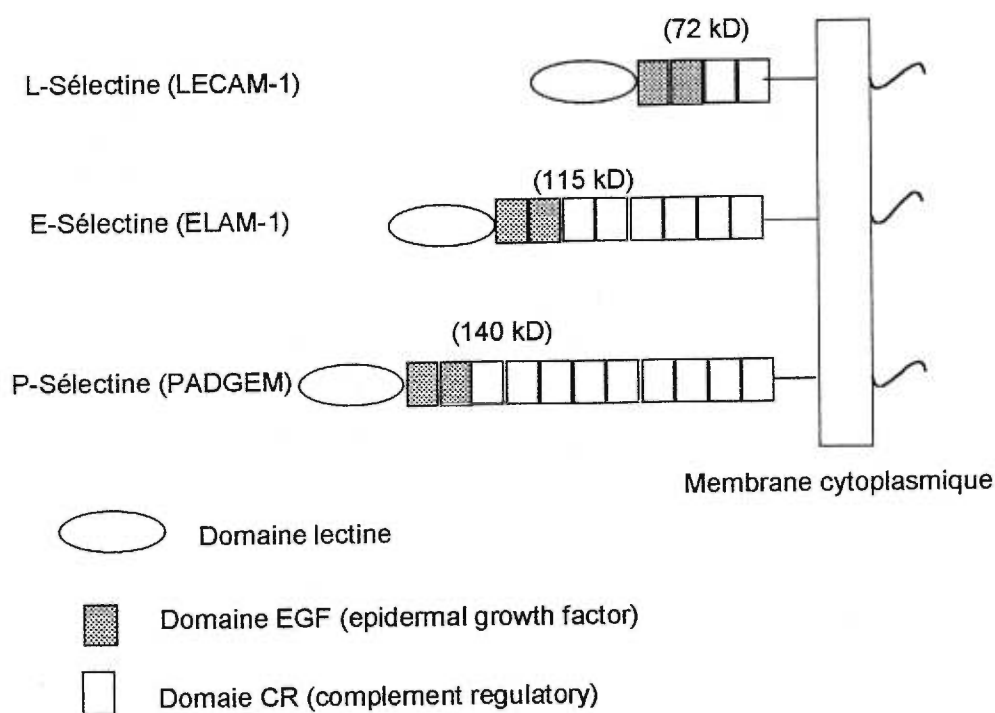 (72 kD)
L-Sélectine (LECAM-1)
(115 kD)
E-Sélectine (ELAM-1)
(140 kD)
P-Sélectine (PADGEM)
Membrane cytoplasmique
Domaine lectine
Domaine EGF (epidermal growth factor)
Domaie CR (complement regulatory)